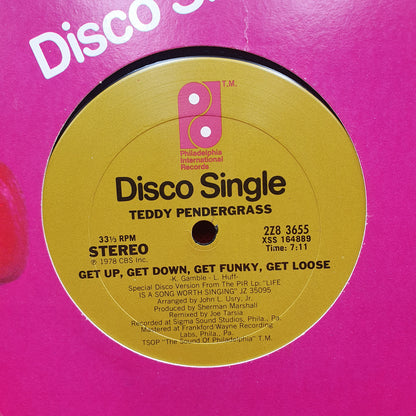 Disco Si
T.M.
Philadelphia
International
Records
Disco Single
TEDDY PENDERGRASS
33⅓ RPM
STEREO
℗ 1978 CBS Inc.
2Z8 3655
XSS 164889
Time: 7:11
GET UP, GET DOWN, GET FUNKY, GET LOOSE
-K. Gamble - L. Huff-
Special Disco Version From The PIR Lp. "LIFE
IS A SONG WORTH SINGING" JZ 35095
Arranged by John L. Usry, Jr.
Produced by Sherman Marshall
Remixed by Joe Tarsia
Recorded at Sigma Sound Studios, Phila., Pa.
Mastered at Frankford/Wayne Recording
Labs, Phila., Pa.
TSOP "The Sound Of Philadelphia" T.M.